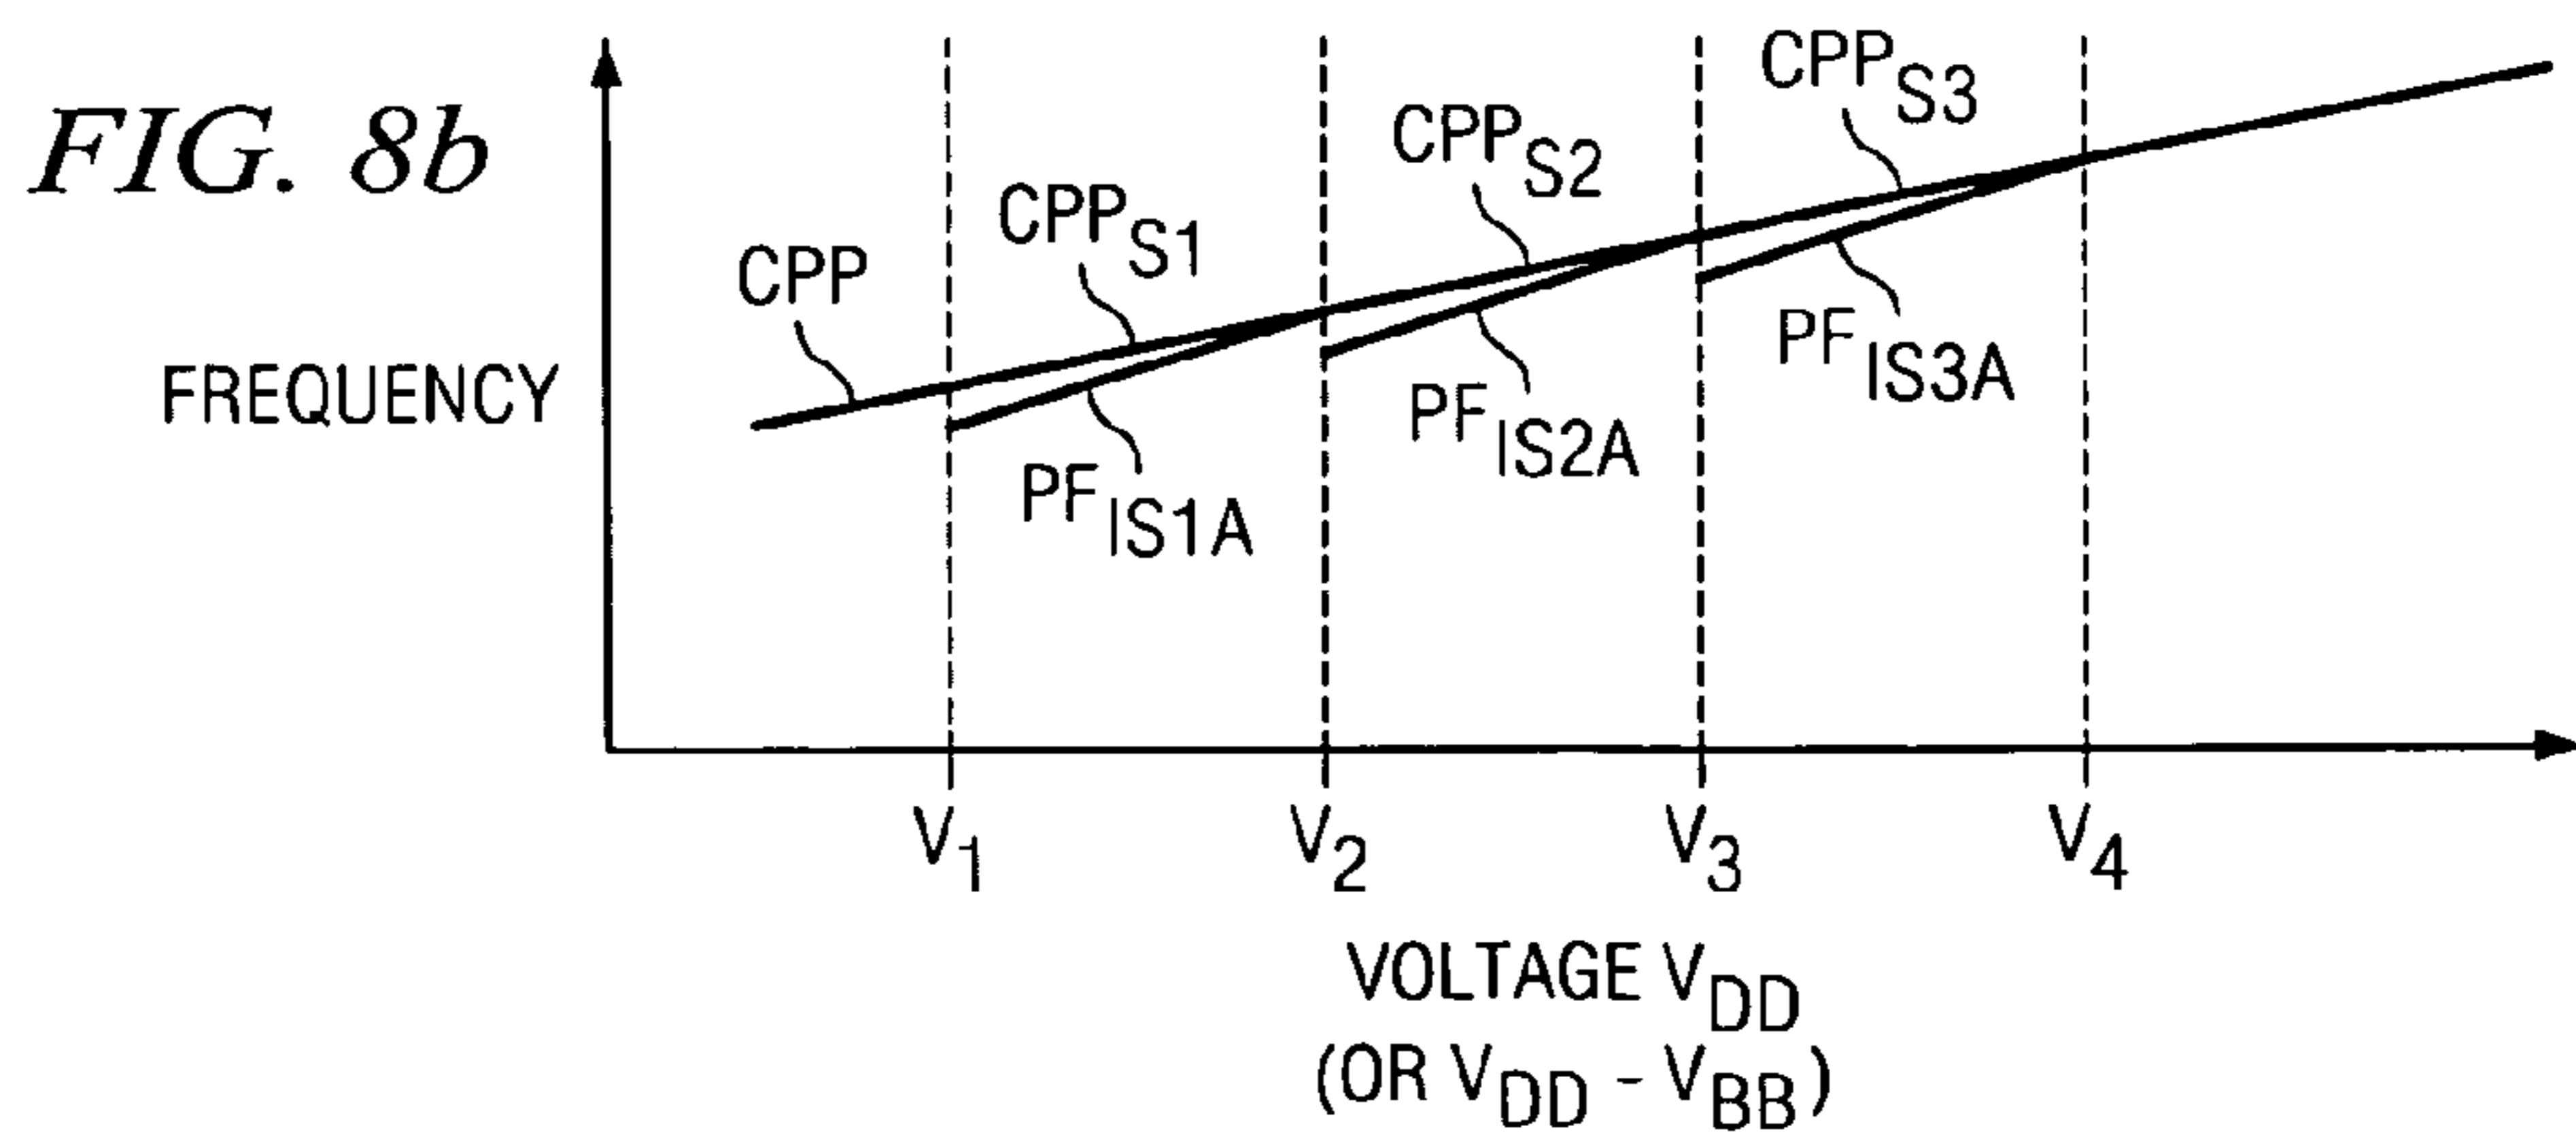 FIG. 8b
CPP
CPP_S1
CPP_S2
CPP_S3
FREQUENCY
PF_IS1A
PF_IS2A
PF_IS3A
V_1
V_2
V_3
V_4
VOLTAGE V_DD
(OR V_DD - V_BB)